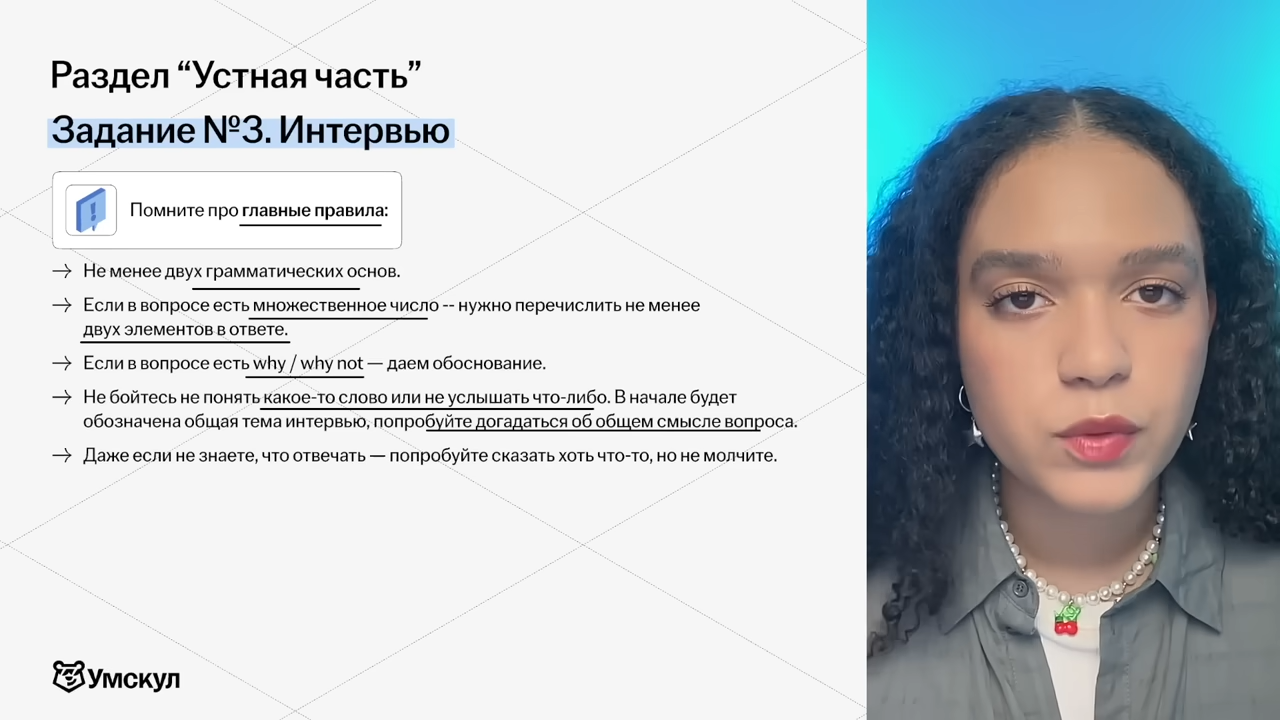 Раздел “Устная часть”
Задание №3. Интервью
Помните про главные правила:
→ Не менее двух грамматических основ.
→ Если в вопросе есть множественное число -- нужно перечислить не менее
двух элементов в ответе.
→ Если в вопросе есть why / why not — даем обоснование.
→ Не бойтесь не понять какое-то слово или не услышать что-либо. В начале будет
обозначена общая тема интервью, попробуйте догадаться об общем смысле вопроса.
→ Даже если не знаете, что отвечать — попробуйте сказать хоть что-то, но не молчите.
Умскул